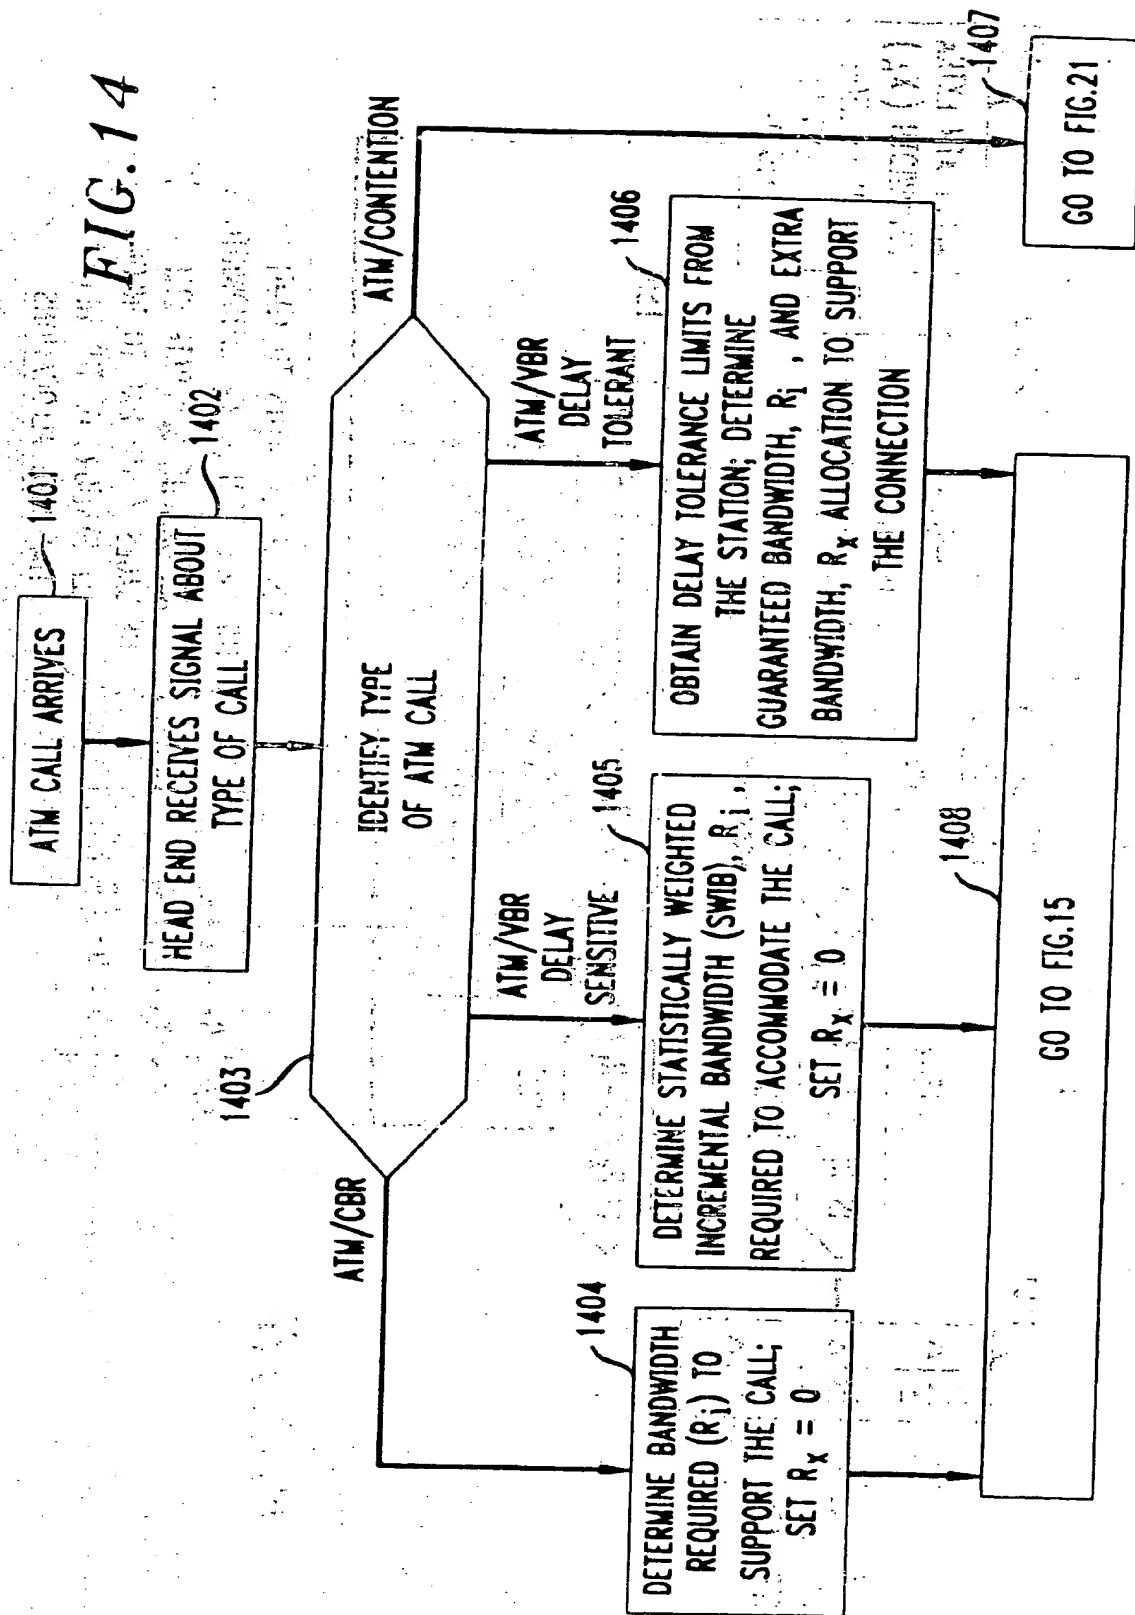 FIG.14
ATM CALL ARRIVES
1401
HEAD END RECEIVES SIGNAL ABOUT
TYPE OF CALL
1402
IDENTIFY TYPE
OF ATM CALL
1403
ATM/CBR
ATM/VBR
DELAY
SENSITIVE
ATM/VBR
DELAY
TOLERANT
ATM/CONTENTION
DETERMINE BANDWIDTH
REQUIRED (Ri) TO
SUPPORT THE CALL;
SET Rx = 0
1404
DETERMINE STATISTICALLY WEIGHTED
INCREMENTAL BANDWIDTH (SWIB), Ri,
REQUIRED TO ACCOMMODATE THE CALL;
SET Rx = 0
1405
OBTAIN DELAY TOLERANCE LIMITS FROM
THE STATION; DETERMINE
GUARANTEED BANDWIDTH, Ri, AND EXTRA
BANDWIDTH, Rx ALLOCATION TO SUPPORT
THE CONNECTION
1406
GO TO FIG.21
1407
GO TO FIG.15
1408